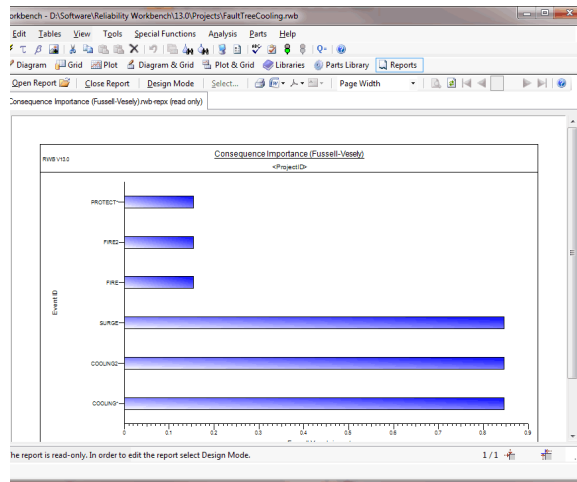 orkbench - D:\Software\Reliability Workbench\13.0\Projects\FaultTreeCooling.rwb
Edit Tables View Tools Special Functions Analysis Parts Help
Diagram Grid Plot Diagram & Grid Plot & Grid Libraries Parts Library Reports
Open Report Close Report Design Mode Select... Page Width
Consequence Importance (Fussell-Vesely).rwb-repx (read only)
RWB V13.0
Consequence Importance (Fussell-Vesely)
<ProjectID>
PROTECT~
FIRE2
FIRE
Event ID
SURGE
COOLING2
COOLING~
0 0.1 0.2 0.3 0.4 0.5 0.6 0.7 0.8 0.9
he report is read-only. In order to edit the report select Design Mode.
1 / 1